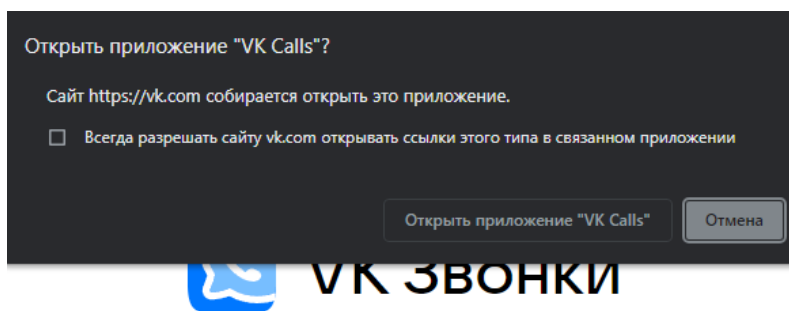 Открыть приложение "VK Calls"?
Сайт https://vk.com собирается открыть это приложение.
Всегда разрешать сайту vk.com открывать ссылки этого типа в связанном приложении
Открыть приложение "VK Calls" Отмена
VK Звонки